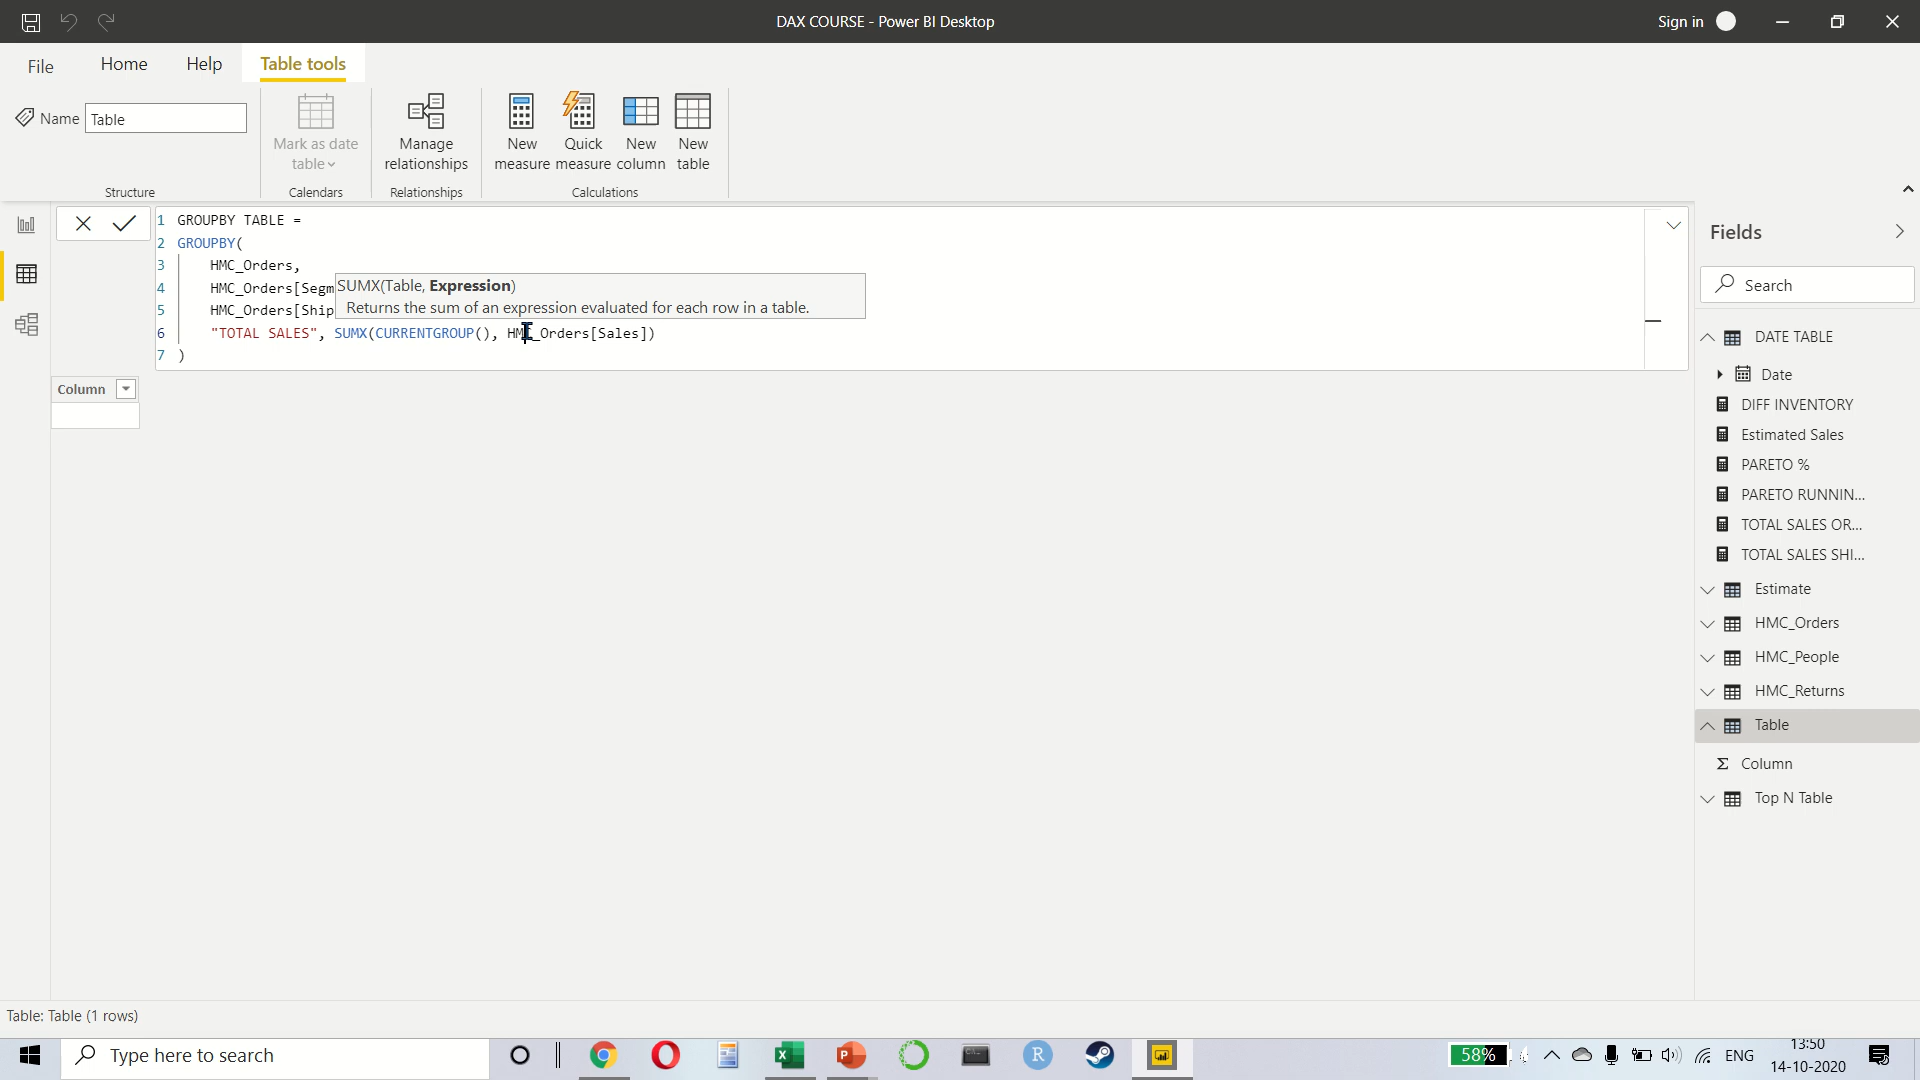 DAX COURSE - Power BI Desktop
Sign in
File
Home
Help
Table tools
Name
Table
Mark as date
table
Manage
relationships
New
measure
Quick
measure
New
column
New
table
Structure
Calendars
Relationships
Calculations
1 GROUPBY TABLE =
2 GROUPBY(
3 HMC_Orders,
4 HMC_Orders[Segm
5 HMC_Orders[Ship
6 "TOTAL SALES", SUMX(CURRENTGROUP(), HMC_Orders[Sales])
7 )
SUMX(Table, Expression)
Returns the sum of an expression evaluated for each row in a table.
Column
Fields
Search
DATE TABLE
Date
DIFF INVENTORY
Estimated Sales
PARETO %
PARETO RUNNIN...
TOTAL SALES OR...
TOTAL SALES SHI...
Estimate
HMC_Orders
HMC_People
HMC_Returns
Table
Σ Column
Top N Table
Table: Table (1 rows)
Type here to search
58%
ENG
13:50
14-10-2020